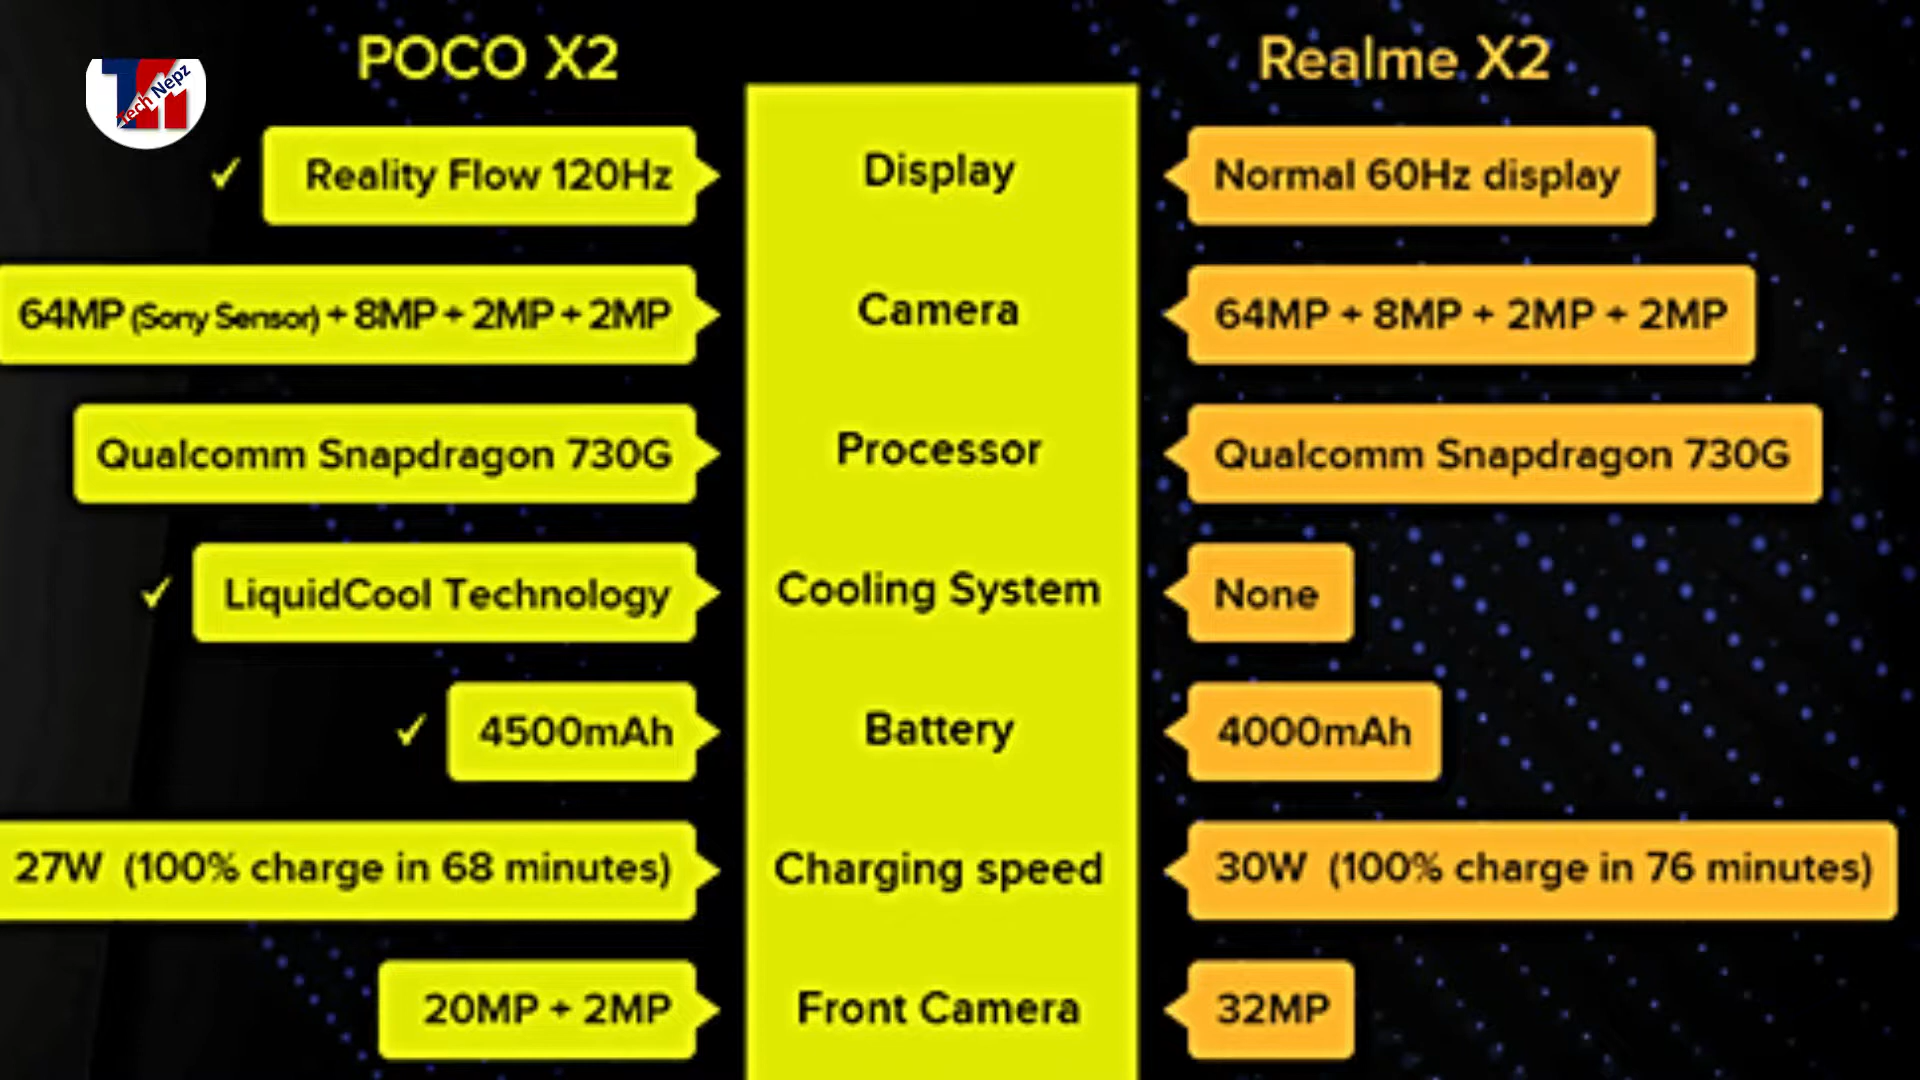 POCO X2
Realme X2
Tech Nepz
✓ Reality Flow 120Hz
Display
Normal 60Hz display
64MP (Sony Sensor) + 8MP + 2MP + 2MP
Camera
64MP + 8MP + 2MP + 2MP
Qualcomm Snapdragon 730G
Processor
Qualcomm Snapdragon 730G
✓ LiquidCool Technology
Cooling System
None
✓ 4500mAh
Battery
4000mAh
27W (100% charge in 68 minutes)
Charging speed
30W (100% charge in 76 minutes)
20MP + 2MP
Front Camera
32MP